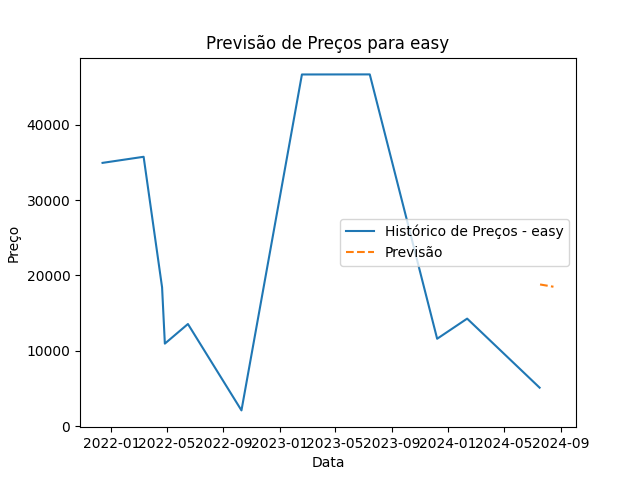 Previsão de Preços para easy
Preço
40000
30000
20000
10000
0
Histórico de Preços - easy
Previsão
2022-01 2022-05 2022-09 2023-01 2023-05 2023-09 2024-01 2024-05 2024-09
Data